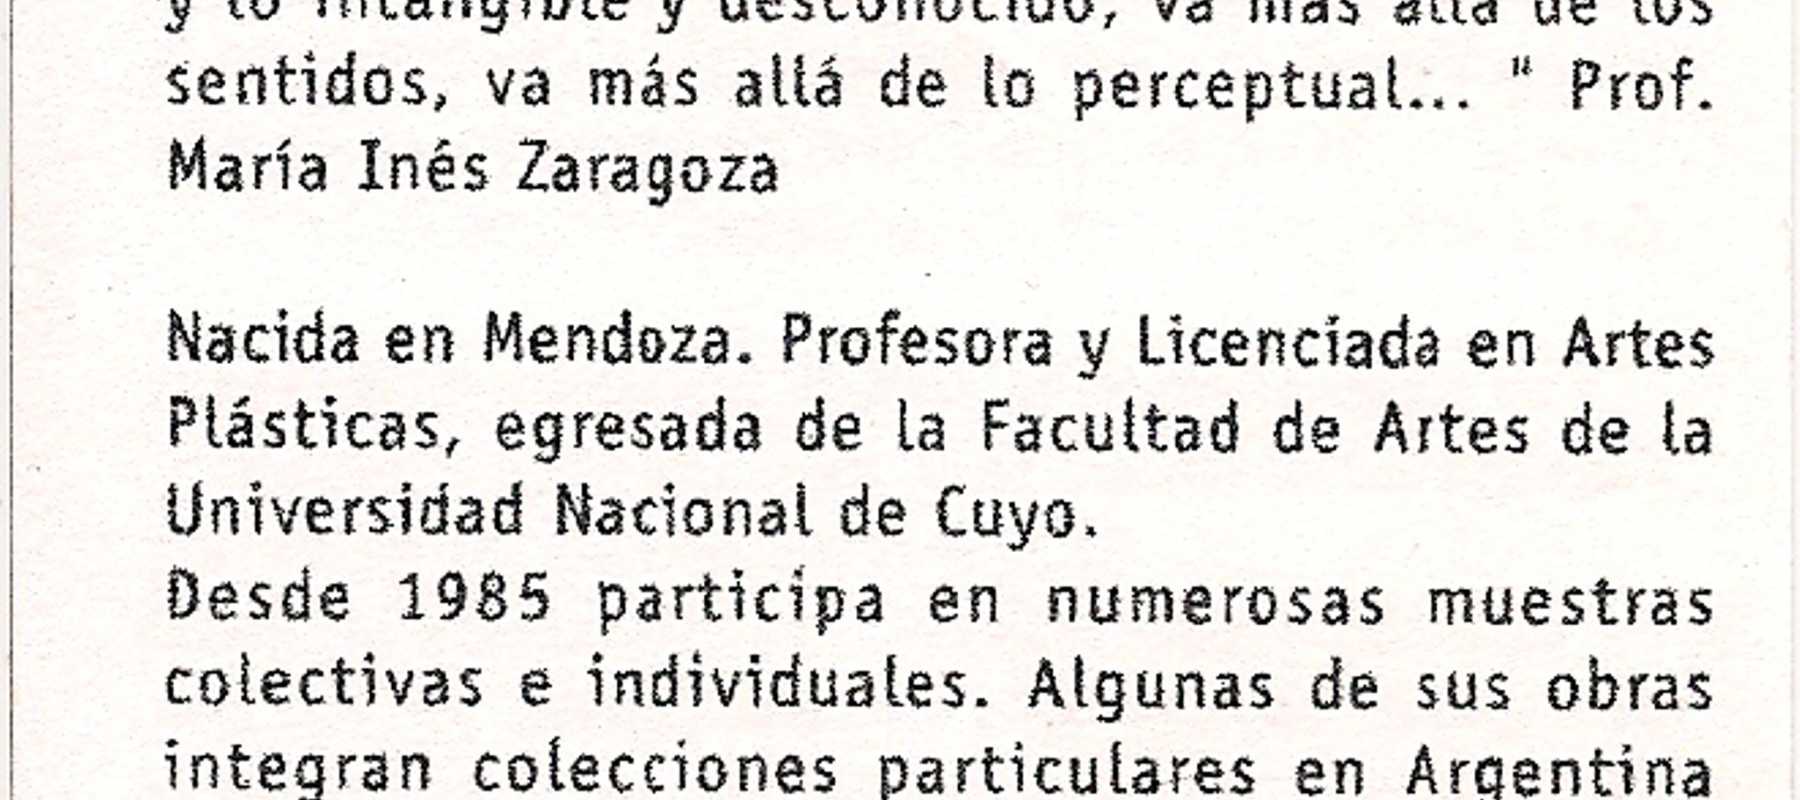 y lo intangible y desconocido, va más allá de los
sentidos, va más allá de lo perceptual... " Prof.
María Inés Zaragoza
Nacida en Mendoza. Profesora y Licenciada en Artes
Plásticas, egresada de la Facultad de Artes de la
Universidad Nacional de Cuyo.
Desde 1985 participa en numerosas muestras
colectivas e individuales. Algunas de sus obras
integran colecciones particulares en Argentina